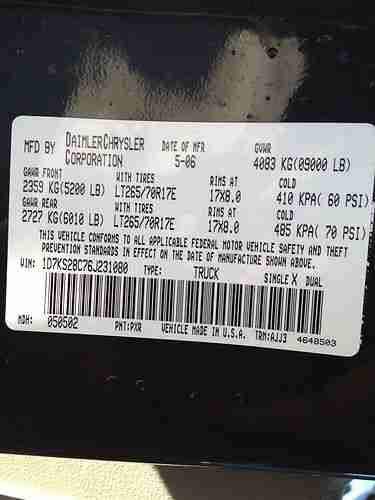 MFD BY DAIMLERCHRYSLER CORPORATION DATE OF MFR 5-06 GVWR 4083 KG(09000 LB)
GAWR FRONT WITH TIRES RIMS AT COLD
2359 KG(5200 LB) LT265/70R17E 17X8.0 410 KPA( 60 PSI)
GAWR REAR WITH TIRES RIMS AT COLD
2727 KG(6010 LB) LT265/70R17E 17X8.0 485 KPA( 70 PSI)
THIS VEHICLE CONFORMS TO ALL APPLICABLE FEDERAL MOTOR VEHICLE SAFETY AND THEFT
PREVENTION STANDARDS IN EFFECT ON THE DATE OF MANUFACTURE SHOWN ABOVE.
VIN: 1D7KS28C76J231080 TYPE: TRUCK SINGLE X DUAL
MDH: 050502 PNT:PXR VEHICLE MADE IN U.S.A. TRM:AJJ3 4648503